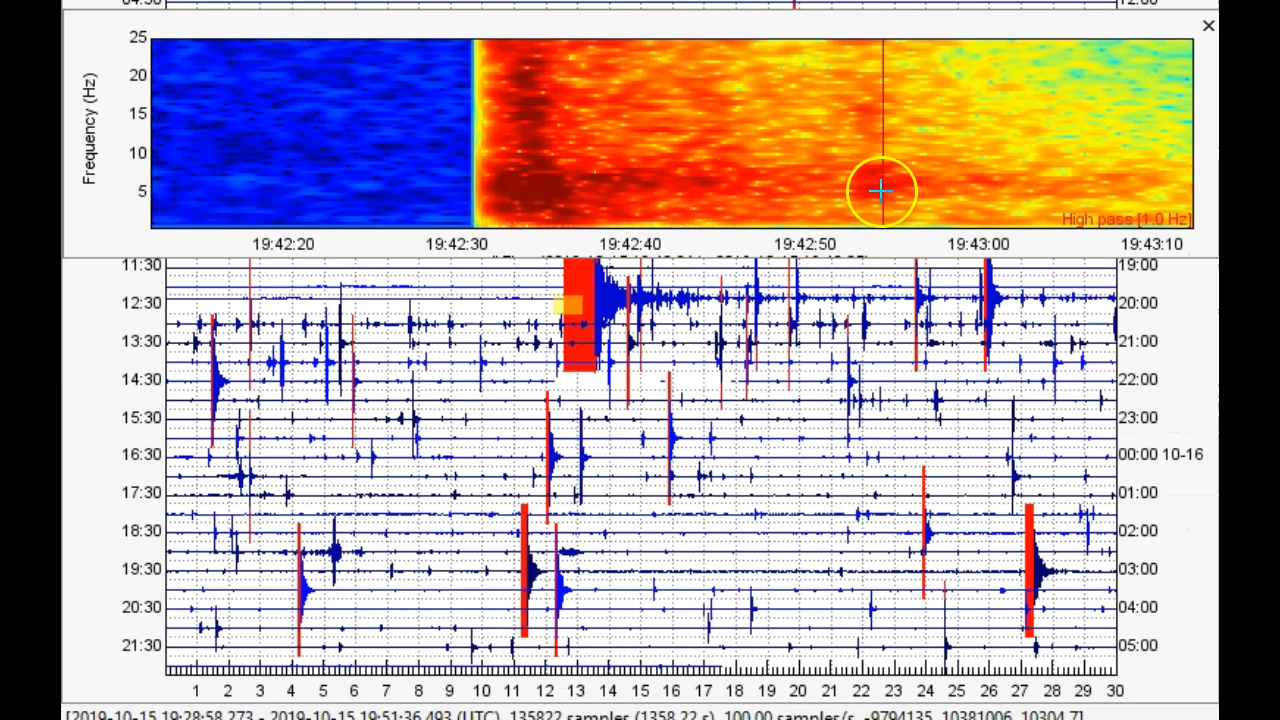 04:30 12:00
×
Frequency (Hz)
25
20
15
10
5
High pass [1.0 Hz]
19:42:20 19:42:30 19:42:40 19:42:50 19:43:00 19:43:10
11:30 19:00
12:30 20:00
13:30 21:00
14:30 22:00
15:30 23:00
16:30 00:00 10-16
17:30 01:00
18:30 02:00
19:30 03:00
20:30 04:00
21:30 05:00
1 2 3 4 5 6 7 8 9 10 11 12 13 14 15 16 17 18 19 20 21 22 23 24 25 26 27 28 29 30
[2019-10-15 19:28:58.273 - 2019-10-15 19:51:36.493 (UTC), 135822 samples (1358.22 s), 100.00 samples/s, -9794135, 10381006, 10304.7]